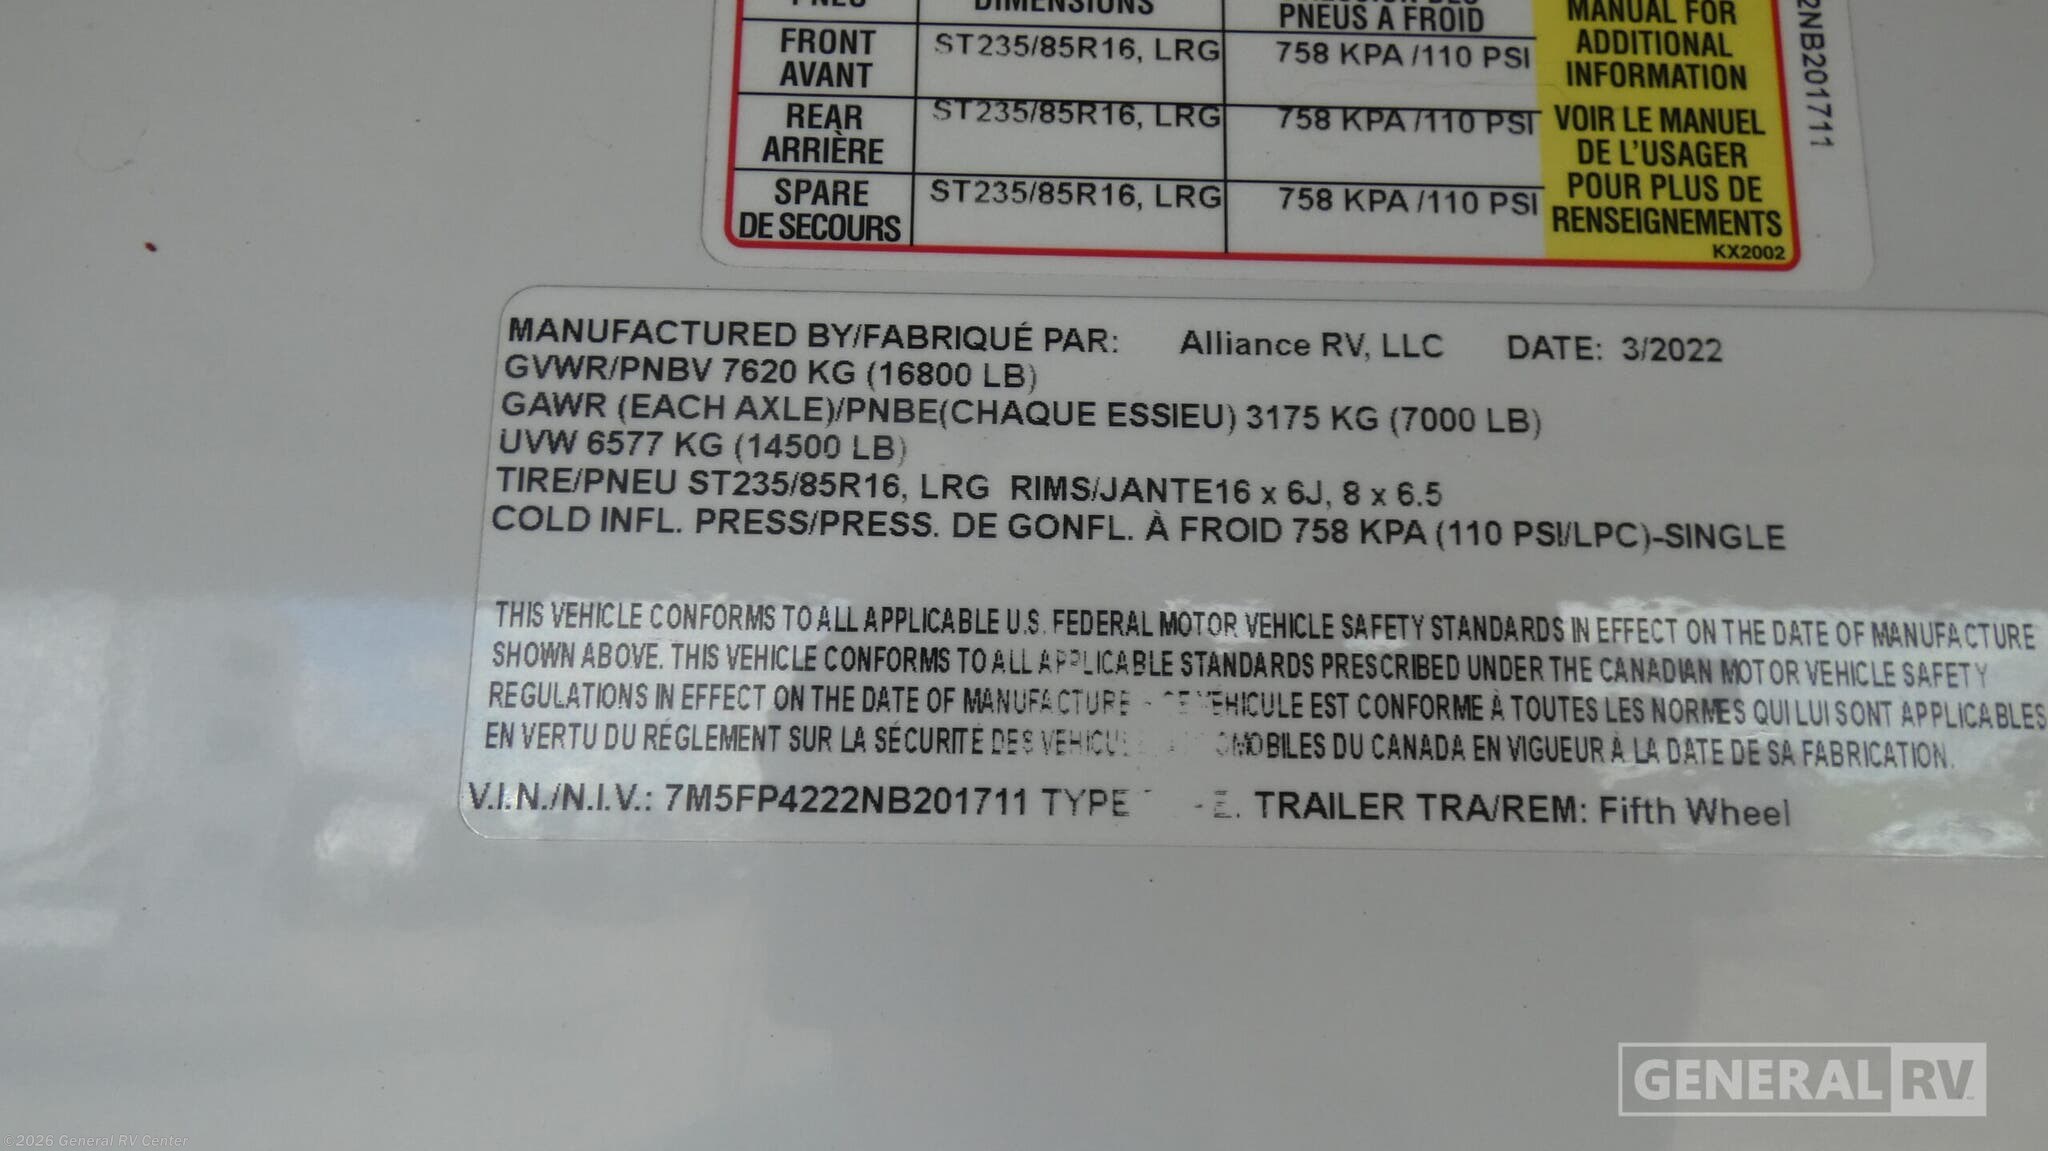 DIMENSIONS
PNEUS A FROID
MANUAL FOR
ADDITIONAL
INFORMATION
FRONT
AVANT
ST235/85R16, LRG
758 KPA /110 PSI
REAR
ARRIÈRE
ST235/85R16, LRG
758 KPA /110 PSI
VOIR LE MANUEL
DE L'USAGER
POUR PLUS DE
RENSEIGNEMENTS
SPARE
DE SECOURS
ST235/85R16, LRG
758 KPA /110 PSI
KX2002
2NB201711
MANUFACTURED BY/FABRIQUÉ PAR: Alliance RV, LLC DATE: 3/2022
GVWR/PNBV 7620 KG (16800 LB)
GAWR (EACH AXLE)/PNBE(CHAQUE ESSIEU) 3175 KG (7000 LB)
UVW 6577 KG (14500 LB)
TIRE/PNEU ST235/85R16, LRG RIMS/JANTE16 x 6J, 8 x 6.5
COLD INFL. PRESS/PRESS. DE GONFL. À FROID 758 KPA (110 PSI/LPC)-SINGLE
THIS VEHICLE CONFORMS TO ALL APPLICABLE U.S. FEDERAL MOTOR VEHICLE SAFETY STANDARDS IN EFFECT ON THE DATE OF MANUFACTURE
SHOWN ABOVE. THIS VEHICLE CONFORMS TO ALL APPLICABLE STANDARDS PRESCRIBED UNDER THE CANADIAN MOTOR VEHICLE SAFETY
REGULATIONS IN EFFECT ON THE DATE OF MANUFACTURE - CE VÉHICULE EST CONFORME À TOUTES LES NORMES QUI LUI SONT APPLICABLES
EN VERTU DU RÉGLEMENT SUR LA SÉCURITÉ DES VEHICU OMOBILES DU CANADA EN VIGUEUR À LA DATE DE SA FABRICATION.
V.I.N./N.I.V.: 7M5FP4222NB201711 TYPE TRAILER TRA/REM: Fifth Wheel
GENERAL RV
©2026 General RV Center